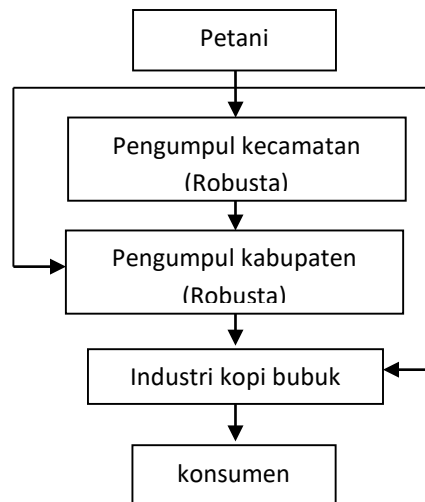 Petani
Pengumpul kecamatan
(Robusta)
Pengumpul kabupaten
(Robusta)
Industri kopi bubuk
konsumen